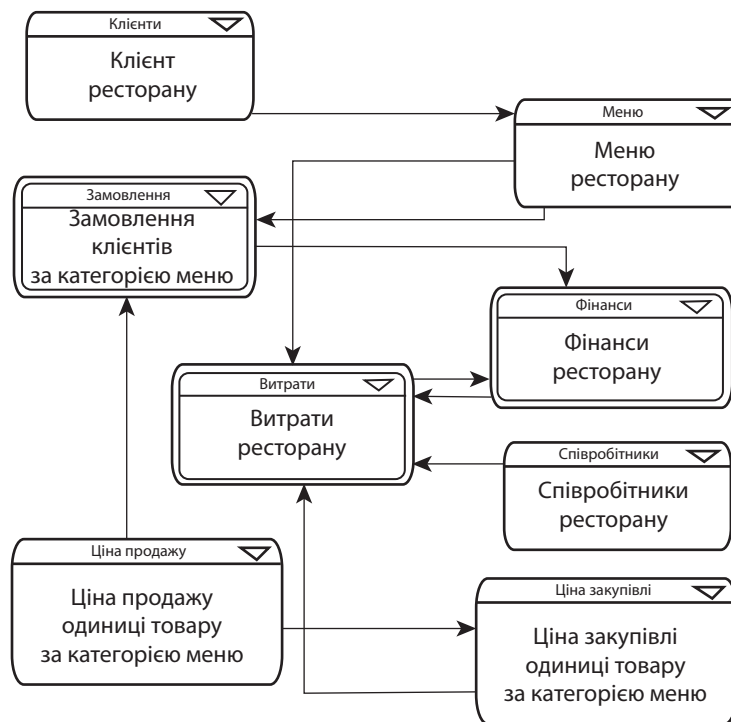 Клієнти
Клієнт
ресторану
Меню
Меню
ресторану
Замовлення
Замовлення
клієнтів
за категорією меню
Фінанси
Фінанси
ресторану
Витрати
Витрати
ресторану
Співробітники
Співробітники
ресторану
Ціна продажу
Ціна продажу
одиниці товару
за категорією меню
Ціна закупівлі
Ціна закупівлі
одиниці товару
за категорією меню